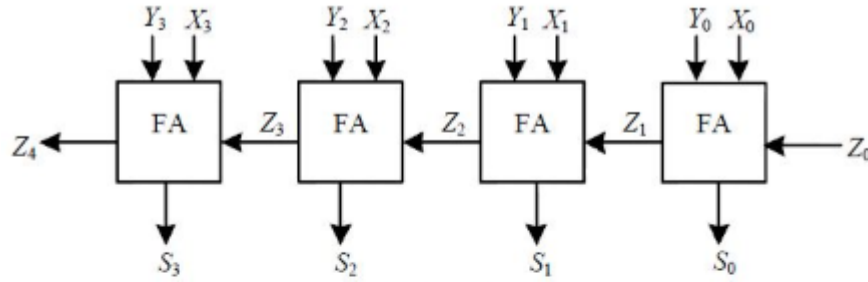 Y₃ X₃ Y₂ X₂ Y₁ X₁ Y₀ X₀
FA FA FA FA
Z₄ Z₃ Z₂ Z₁ Z₀
S₃ S₂ S₁ S₀